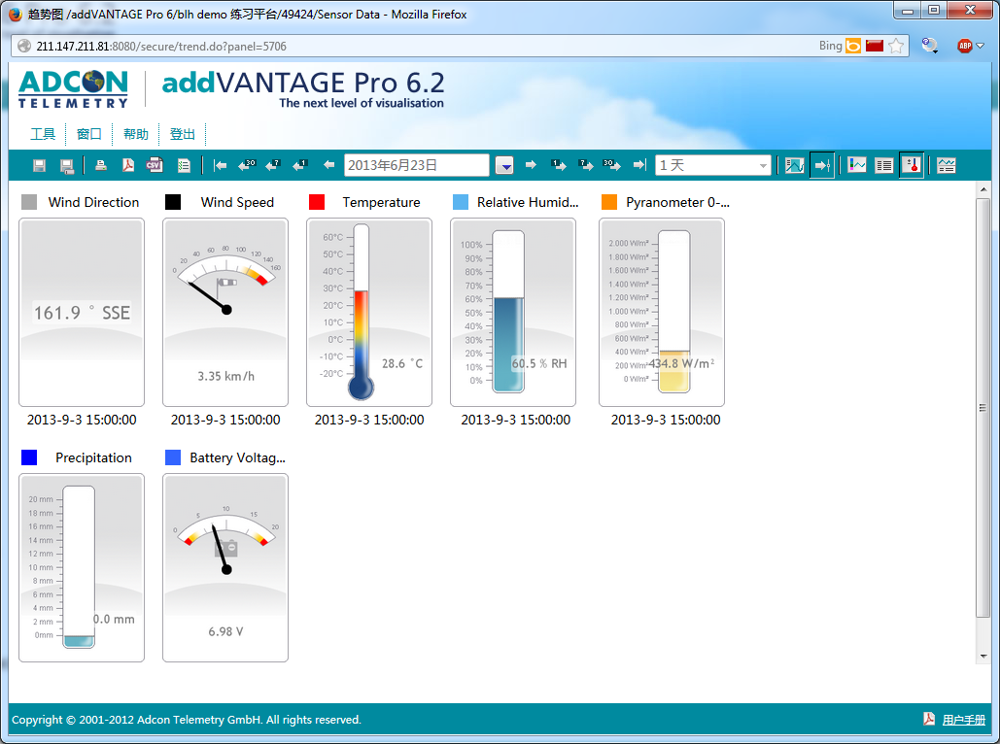 趋势图 /addVANTAGE Pro 6/blh demo 练习平台/49424/Sensor Data - Mozilla Firefox
211.147.211.81:8080/secure/trend.do?panel=5706 Bing ABP
ADCON TELEMETRY
addVANTAGE Pro 6.2
The next level of visualisation
工具 窗口 帮助 登出
CSV 30 7 1 2013年6月23日 1 7 30 1 天
Wind Direction
161.9 ° SSE
2013-9-3 15:00:00
Wind Speed
0 20 40 60 80 100 120 140 160
3.35 km/h
2013-9-3 15:00:00
Temperature
60°C
50°C
40°C
30°C
20°C
10°C
0°C
-10°C
-20°C
28.6 °C
2013-9-3 15:00:00
Relative Humid...
100%
90%
80%
70%
60%
50%
40%
30%
20%
10%
0%
60.5 % RH
2013-9-3 15:00:00
Pyranometer 0-...
2.000 W/m²
1.800 W/m²
1.600 W/m²
1.400 W/m²
1.200 W/m²
1.000 W/m²
800 W/m²
600 W/m²
400 W/m²
200 W/m²
0 W/m²
434.8 W/m²
2013-9-3 15:00:00
Precipitation
20 mm
18 mm
16 mm
14 mm
12 mm
10 mm
8 mm
6 mm
4 mm
2 mm
0mm
0.0 mm
Battery Voltag...
0 5 10 15 20
6.98 V
Copyright © 2001-2012 Adcon Telemetry GmbH. All rights reserved. 用户手册